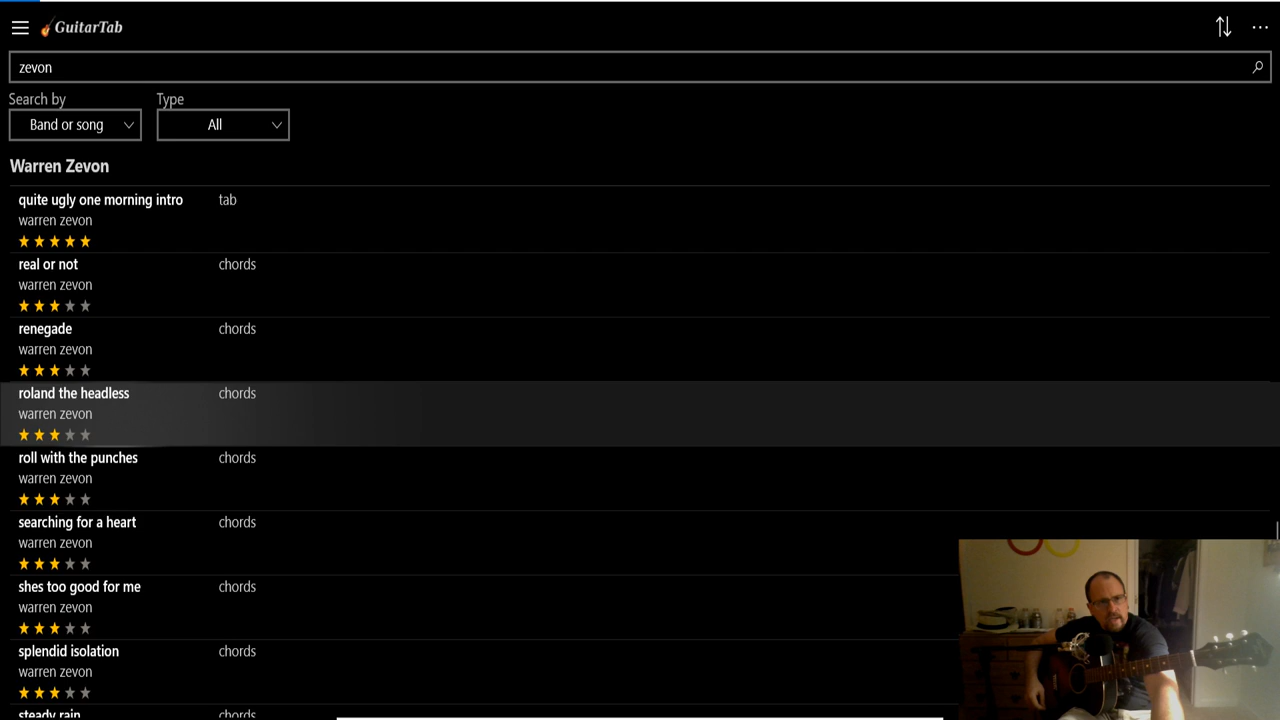 GuitarTab
zevon
Search by
Type
Band or song
All
Warren Zevon
quite ugly one morning intro
tab
warren zevon
real or not
chords
warren zevon
renegade
chords
warren zevon
roland the headless
chords
warren zevon
roll with the punches
chords
warren zevon
searching for a heart
chords
warren zevon
shes too good for me
chords
warren zevon
splendid isolation
chords
warren zevon
steady rain
chords